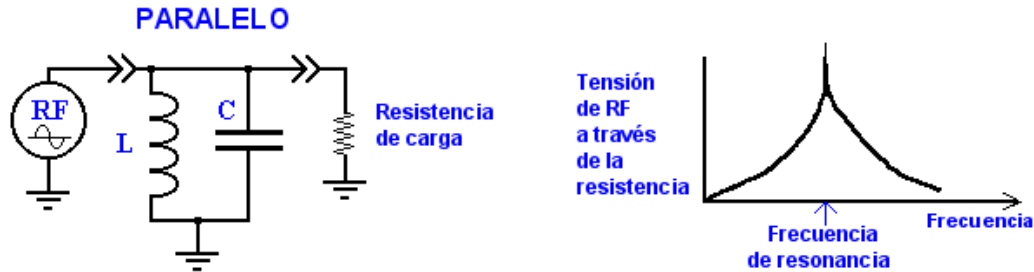 PARALELO
RF
L
C
Resistencia
de carga
Tensión
de RF
a través
de la
resistencia
Frecuencia
Frecuencia
de resonancia